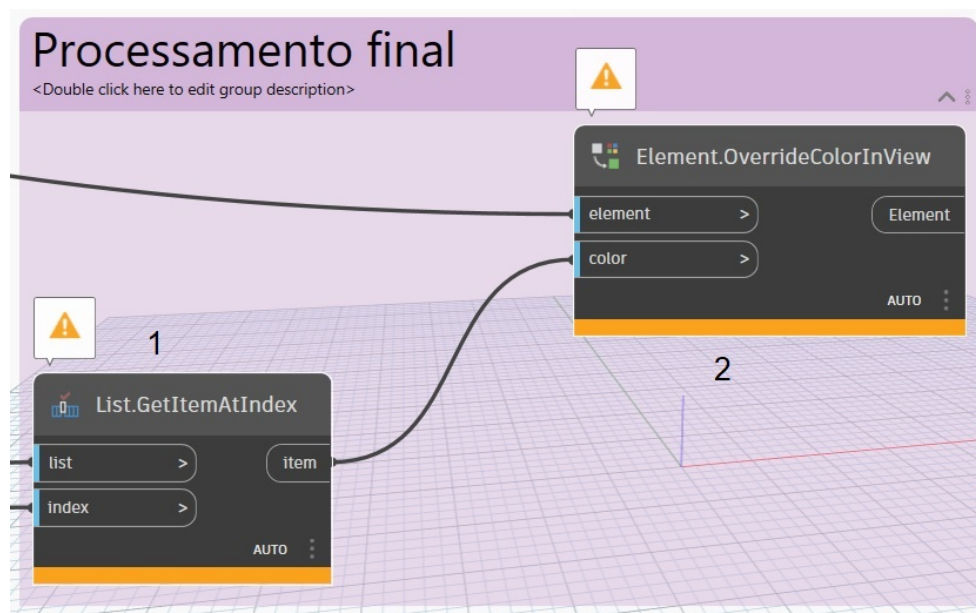 Processamento final
<Double click here to edit group description>
Element.OverrideColorInView
element >
Element
color >
AUTO
1
2
List.GetItemAtIndex
list >
item
index >
AUTO